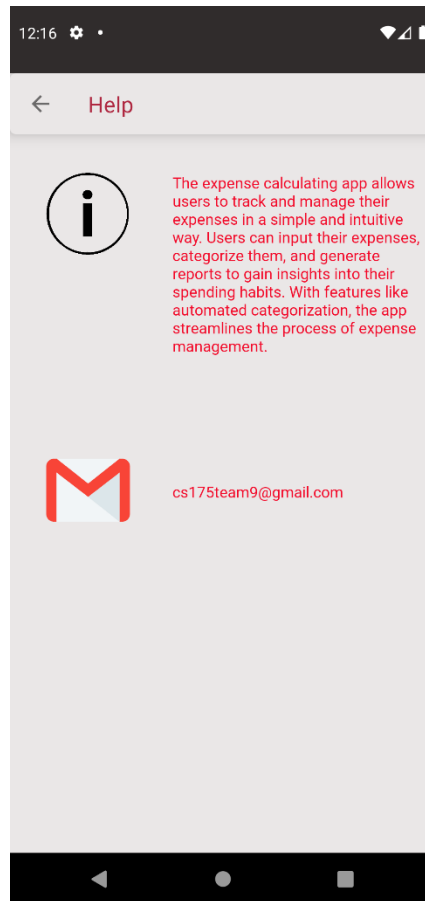 12:16
Help
The expense calculating app allows
users to track and manage their
expenses in a simple and intuitive
way. Users can input their expenses,
categorize them, and generate
reports to gain insights into their
spending habits. With features like
automated categorization, the app
streamlines the process of expense
management.
cs175team9@gmail.com